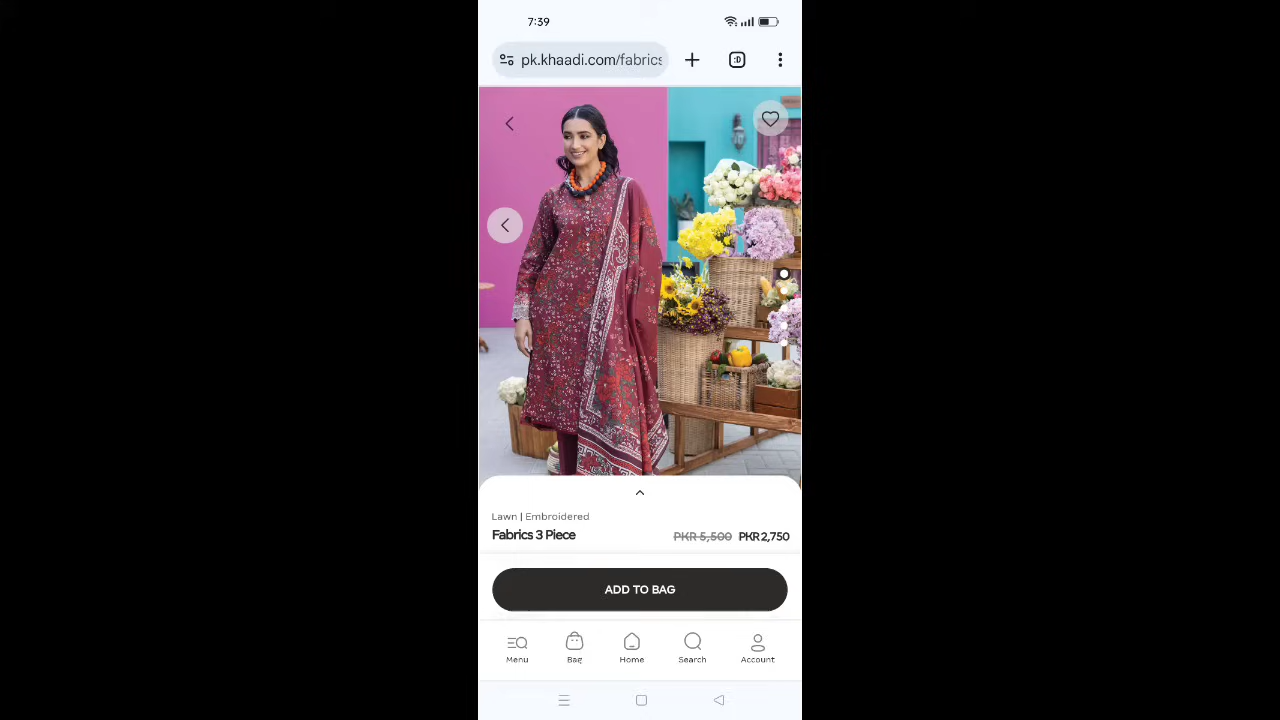 7:39
pk.khaadi.com/fabrics
:D
Lawn | Embroidered
Fabrics 3 Piece
PKR 5,500 PKR 2,750
ADD TO BAG
Menu Bag Home Search Account